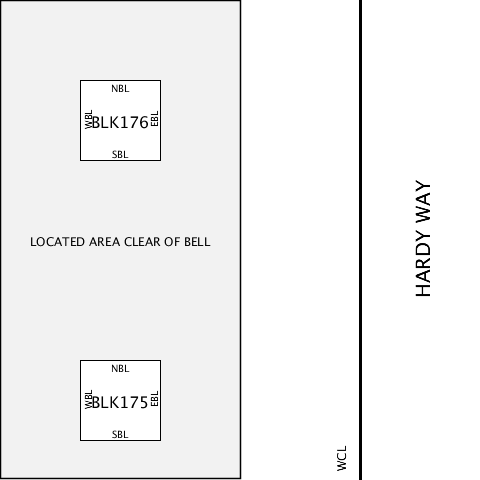 NBL
WBL
BLK176
EBL
SBL
LOCATED AREA CLEAR OF BELL
HARDY WAY
NBL
WBL
BLK175
EBL
SBL
WCL